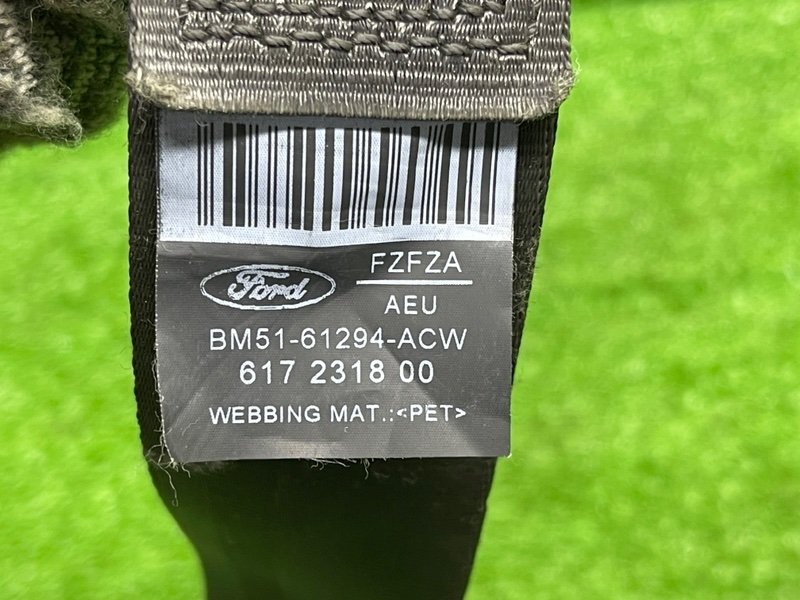 Ford
FZFZA
AEU
BM51-61294-ACW
617 2318 00
WEBBING MAT.:<PET>